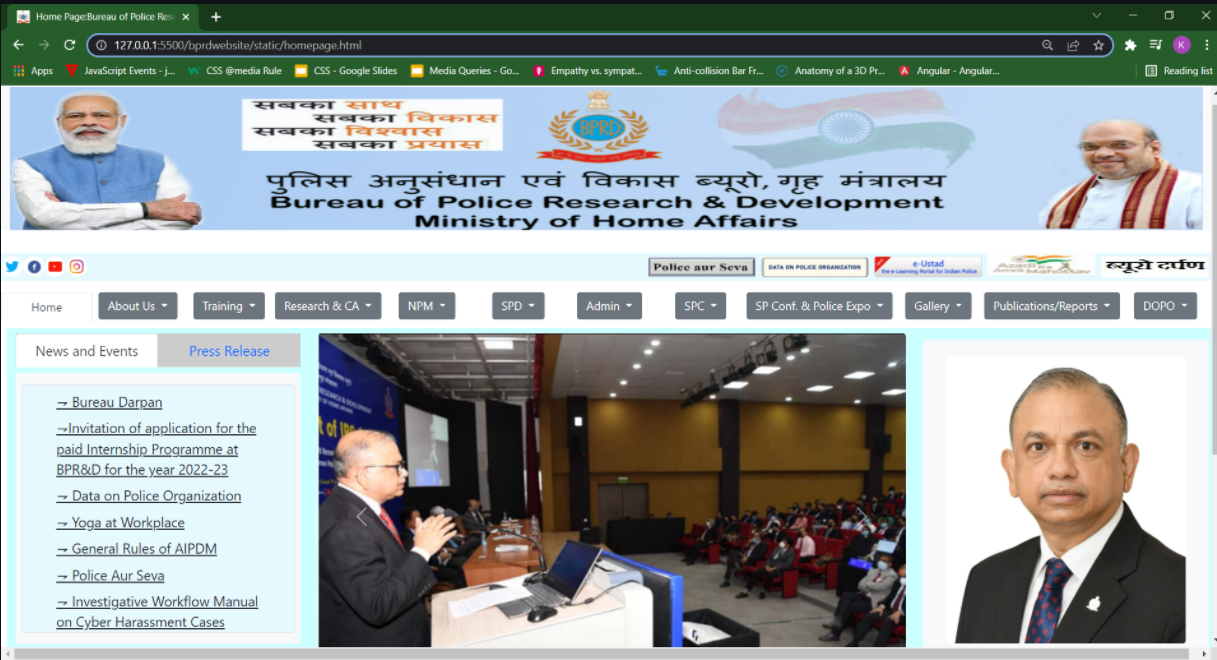 Home Page:Bureau of Police Res
127.0.0.1:5500/bprdwebsite/static/homepage.html
K
Apps
JavaScript Events - j...
CSS @media Rule
CSS - Google Slides
Media Queries - Go...
Empathy vs. sympat...
Anti-collision Bar Fr...
Anatomy of a 3D Pr...
Angular - Angular...
Reading list
सबका साथ
सबका विकास
सबका विश्वास
सबका प्रयास
BPRD
पुलिस अनुसंधान एवं विकास ब्यूरो, गृह मंत्रालय
Bureau of Police Research & Development
Ministry of Home Affairs
Police aur Seva
DATA ON POLICE ORGANIZATION
e-Ustad
the e-Learning Portal for Indian Police
Azadi Ka
Amrit Mahotsav
ब्यूरो दर्पण
Home
About Us
Training
Research & CA
NPM
SPD
Admin
SPC
SP Conf. & Police Expo
Gallery
Publications/Reports
DOPO
News and Events
Press Release
→ Bureau Darpan
→Invitation of application for the
paid Internship Programme at
BPR&D for the year 2022-23
→ Data on Police Organization
→ Yoga at Workplace
→ General Rules of AIPDM
→ Police Aur Seva
→ Investigative Workflow Manual
on Cyber Harassment Cases